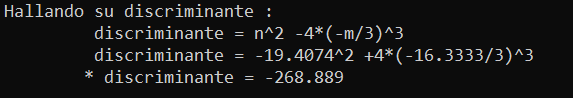 Hallando su discriminante :
discriminante = n^2 -4*(-m/3)^3
discriminante = -19.4074^2 +4*(-16.3333/3)^3
* discriminante = -268.889